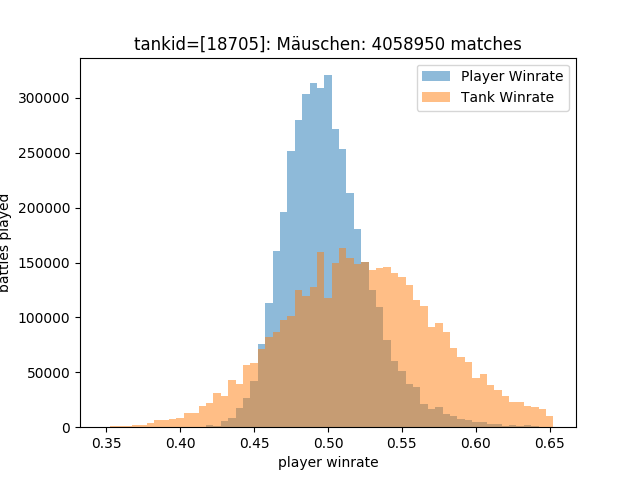 tankid=[18705]: Mäuschen: 4058950 matches
Player Winrate
Tank Winrate
300000
250000
200000
150000
100000
50000
0
battles played
0.35 0.40 0.45 0.50 0.55 0.60 0.65
player winrate